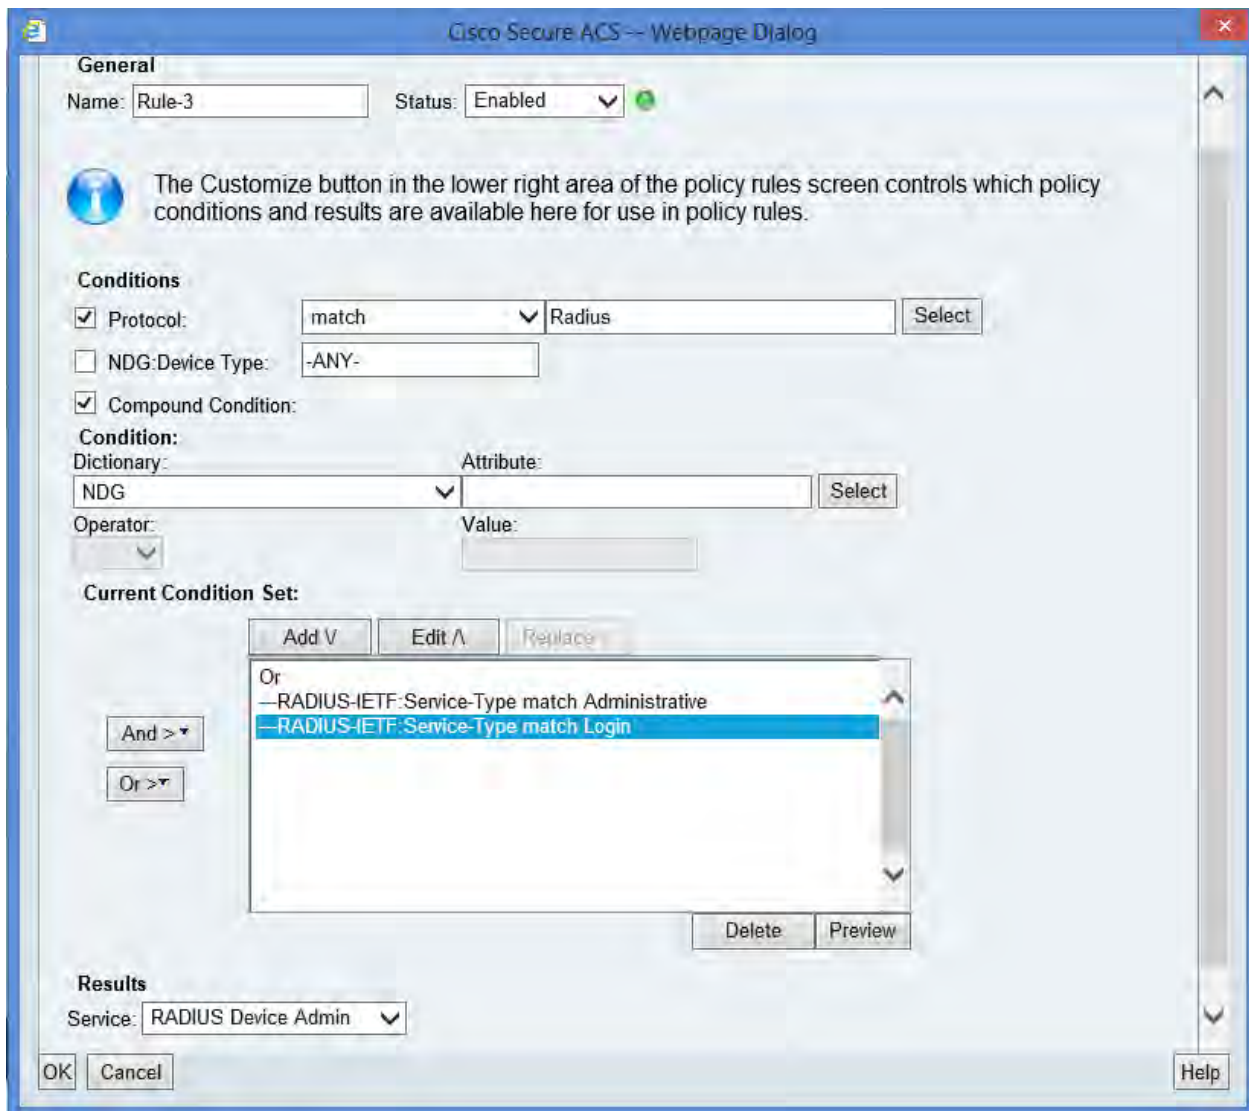 Cisco Secure ACS -- Webpage Dialog
General
Name: Rule-3 Status: Enabled
The Customize button in the lower right area of the policy rules screen controls which policy
conditions and results are available here for use in policy rules.
Conditions
Protocol: match Radius Select
NDG:Device Type: -ANY-
Compound Condition:
Condition:
Dictionary: Attribute:
NDG Select
Operator: Value:
Current Condition Set:
Add \/ Edit /\ Replace
Or
---RADIUS-IETF:Service-Type match Administrative
---RADIUS-IETF:Service-Type match Login
And >
Or >
Delete Preview
Results
Service: RADIUS Device Admin
OK Cancel Help